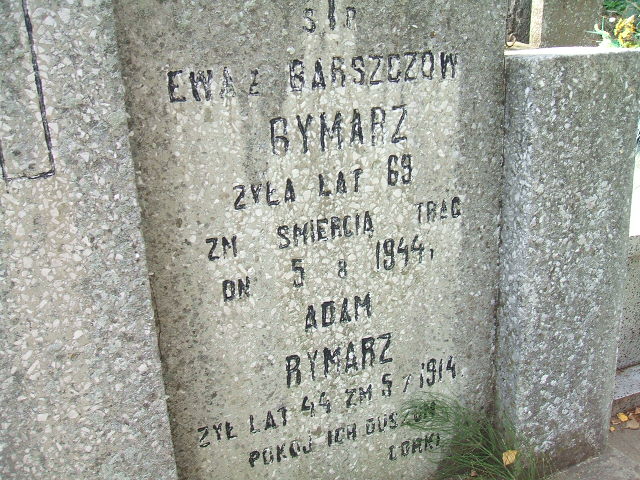 Ś P
EWA Z BARSZCZÓW
RYMARZ
ŻYŁA LAT 69
ZM ŚMIERCIĄ TRAG
DN 5 8 1944,
ADAM
RYMARZ
ŻYŁ LAT 44 ZM 5/1914
POKÓJ ICH DUSZOM
CÓRKI